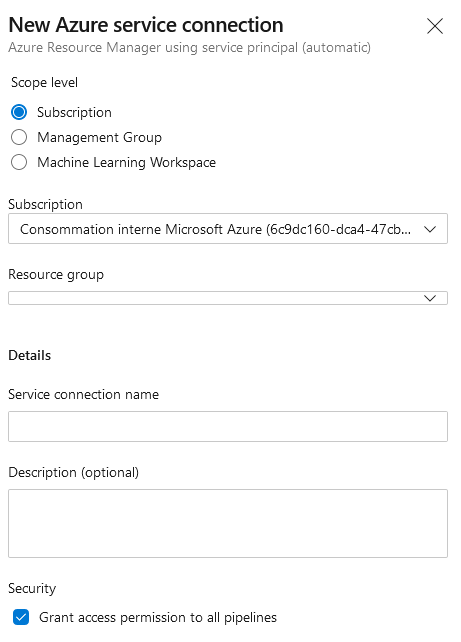 New Azure service connection
Azure Resource Manager using service principal (automatic)
Scope level
Subscription
Management Group
Machine Learning Workspace
Subscription
Consommation interne Microsoft Azure (6c9dc160-dca4-47cb...
Resource group
Details
Service connection name
Description (optional)
Security
Grant access permission to all pipelines